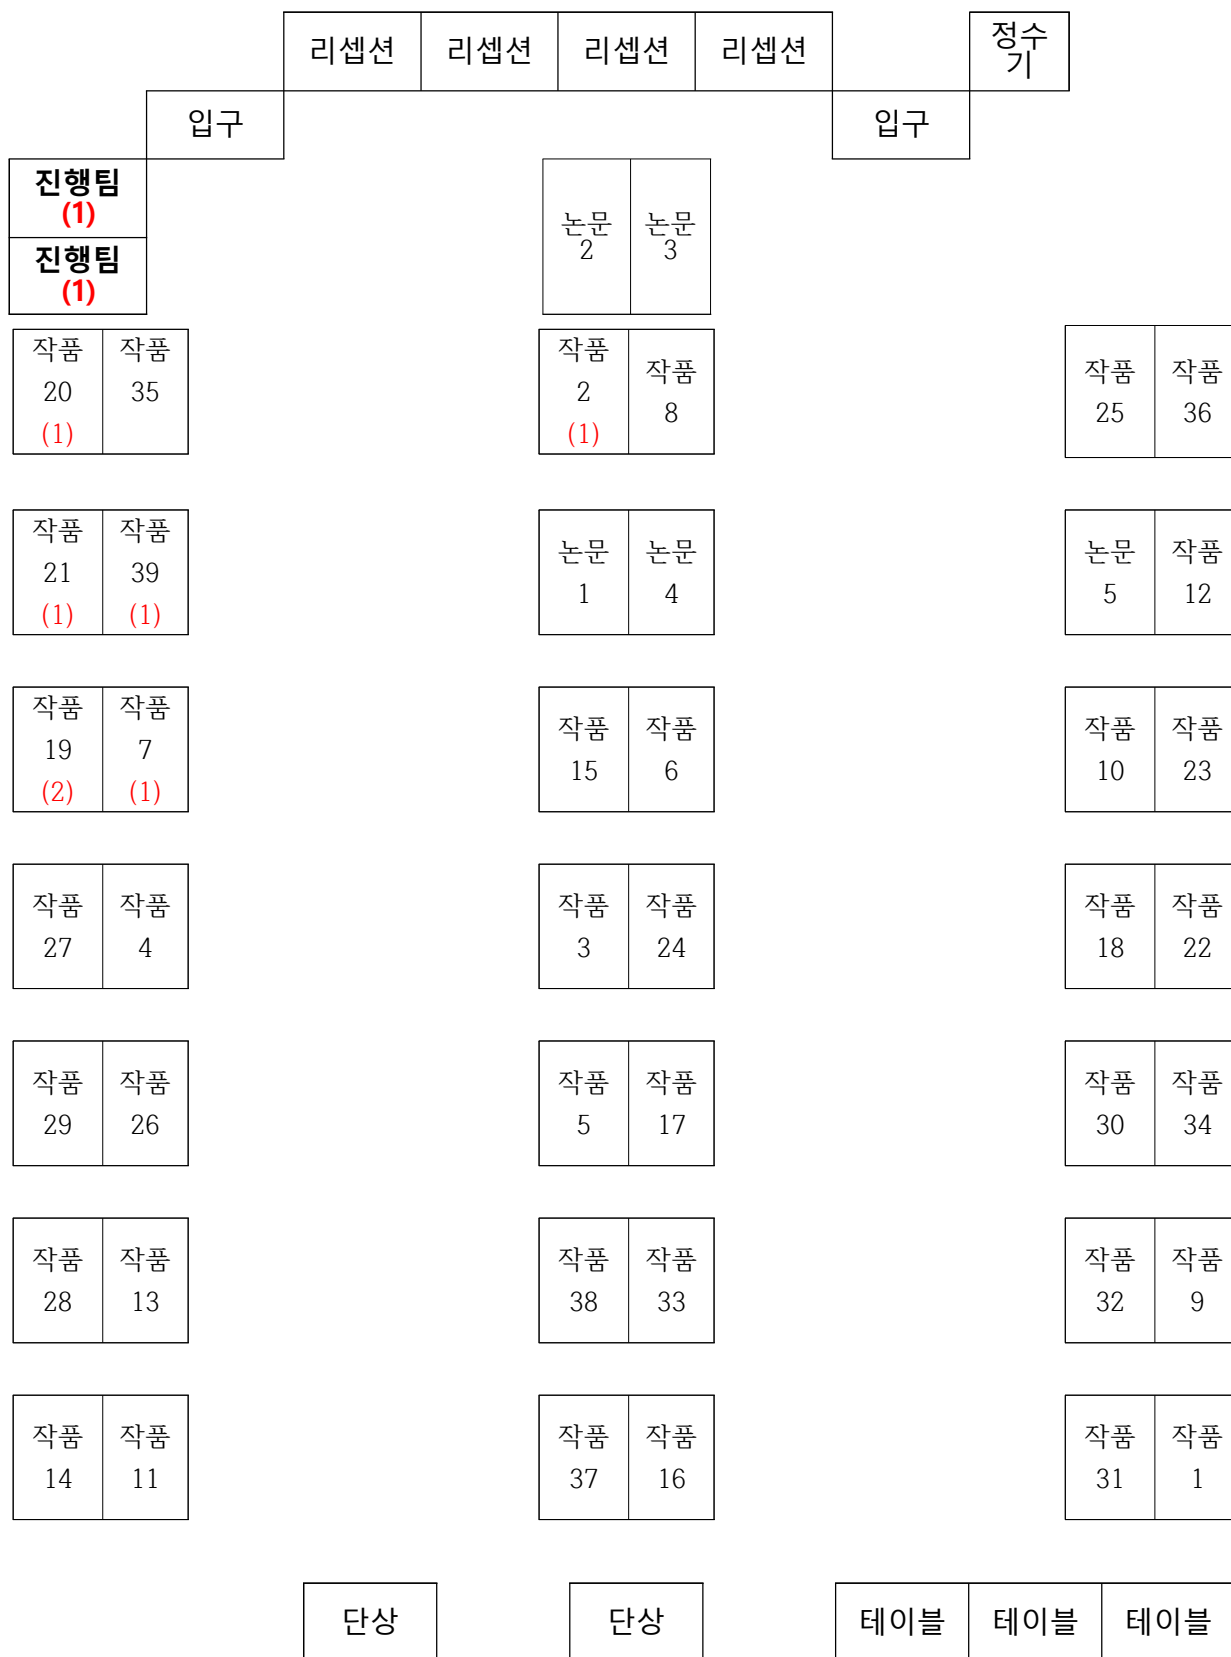 리셉션 리셉션 리셉션 리셉션 정수
기
입구 입구
진행팀
(1)
진행팀
(1)
논문 논문
2 3
작품 작품 작품 작품 작품 작품
20 35 2 8 25 36
(1) (1)
작품 작품 논문 논문 논문 작품
21 39 1 4 5 12
(1) (1)
작품 작품 작품 작품 작품 작품
19 7 15 6 10 23
(2) (1)
작품 작품 작품 작품 작품 작품
27 4 3 24 18 22
작품 작품 작품 작품 작품 작품
29 26 5 17 30 34
작품 작품 작품 작품 작품 작품
28 13 38 33 32 9
작품 작품 작품 작품 작품 작품
14 11 37 16 31 1
단상 단상 테이블 테이블 테이블